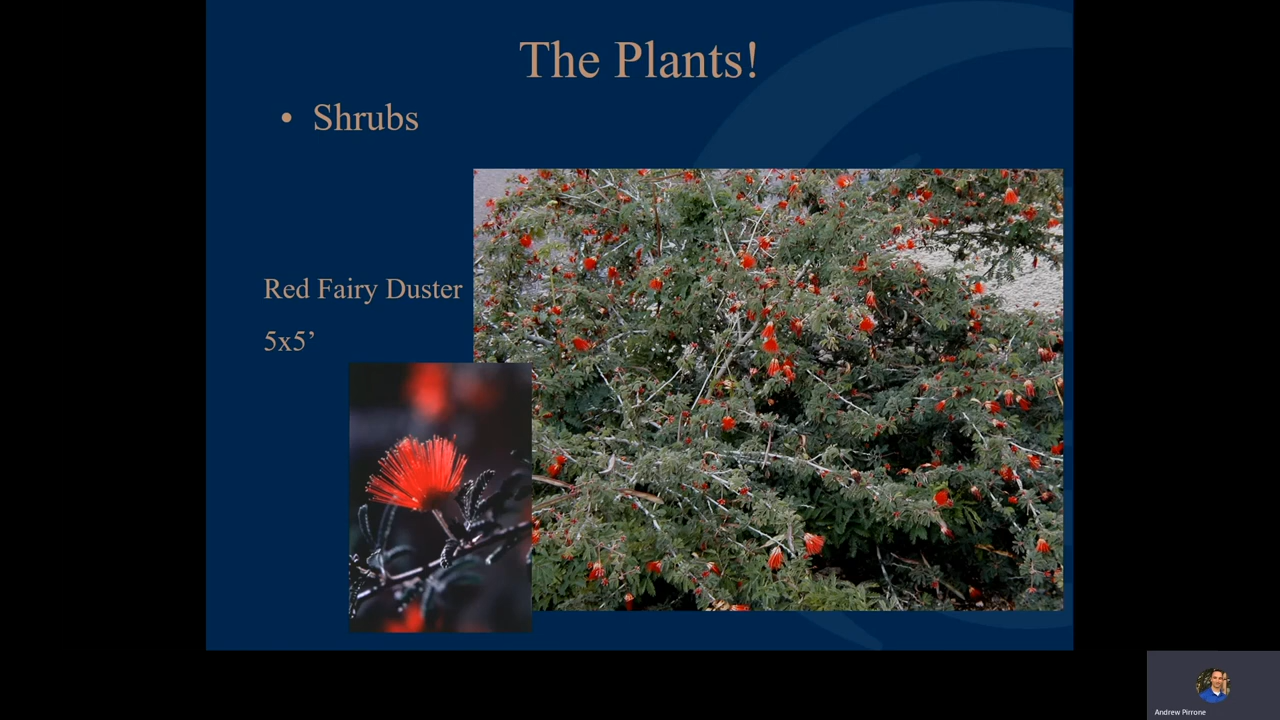 The Plants!
• Shrubs
Red Fairy Duster
5x5’
Andrew Pirrone